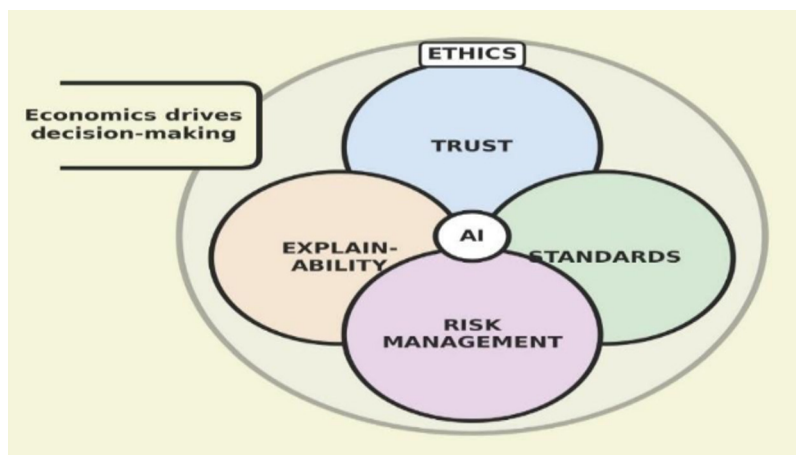 ETHICS
Economics drives
decision-making
TRUST
AI
EXPLAIN-
ABILITY
STANDARDS
RISK
MANAGEMENT